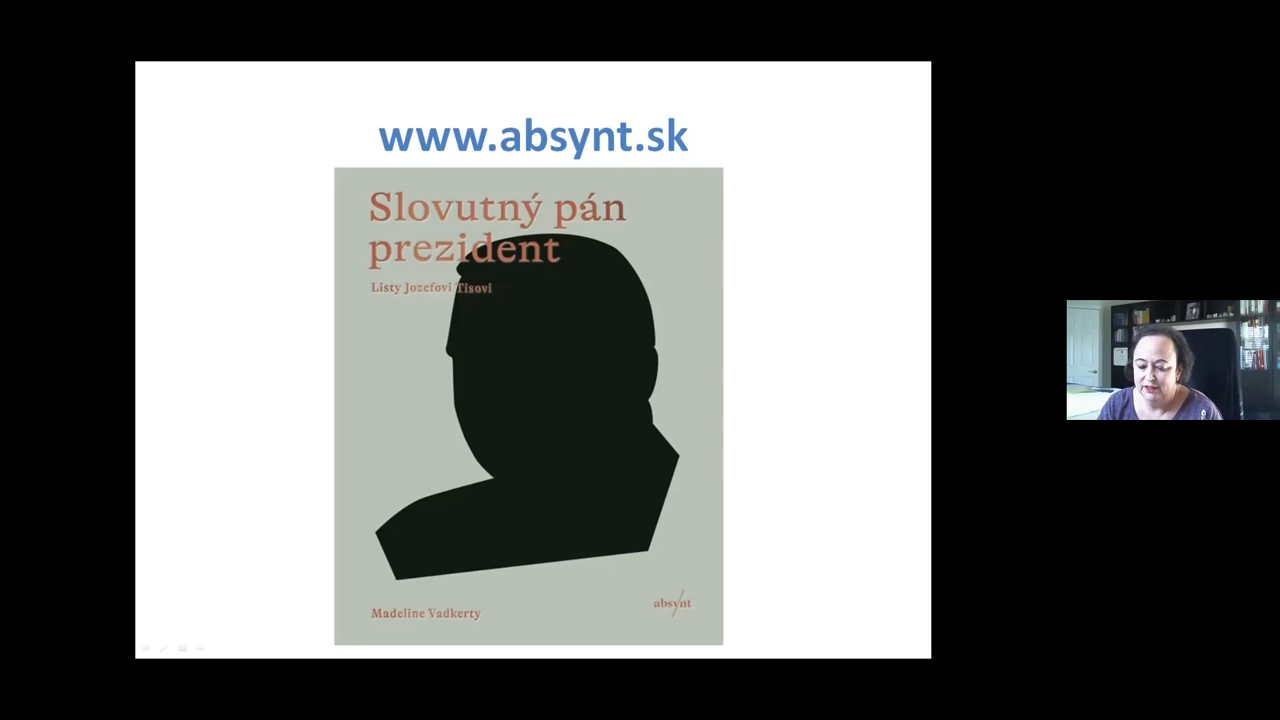 www.absynt.sk
Slovutný pán
prezident
Listy Jozefovi Tisovi
Madeline Vadkerty
absynt